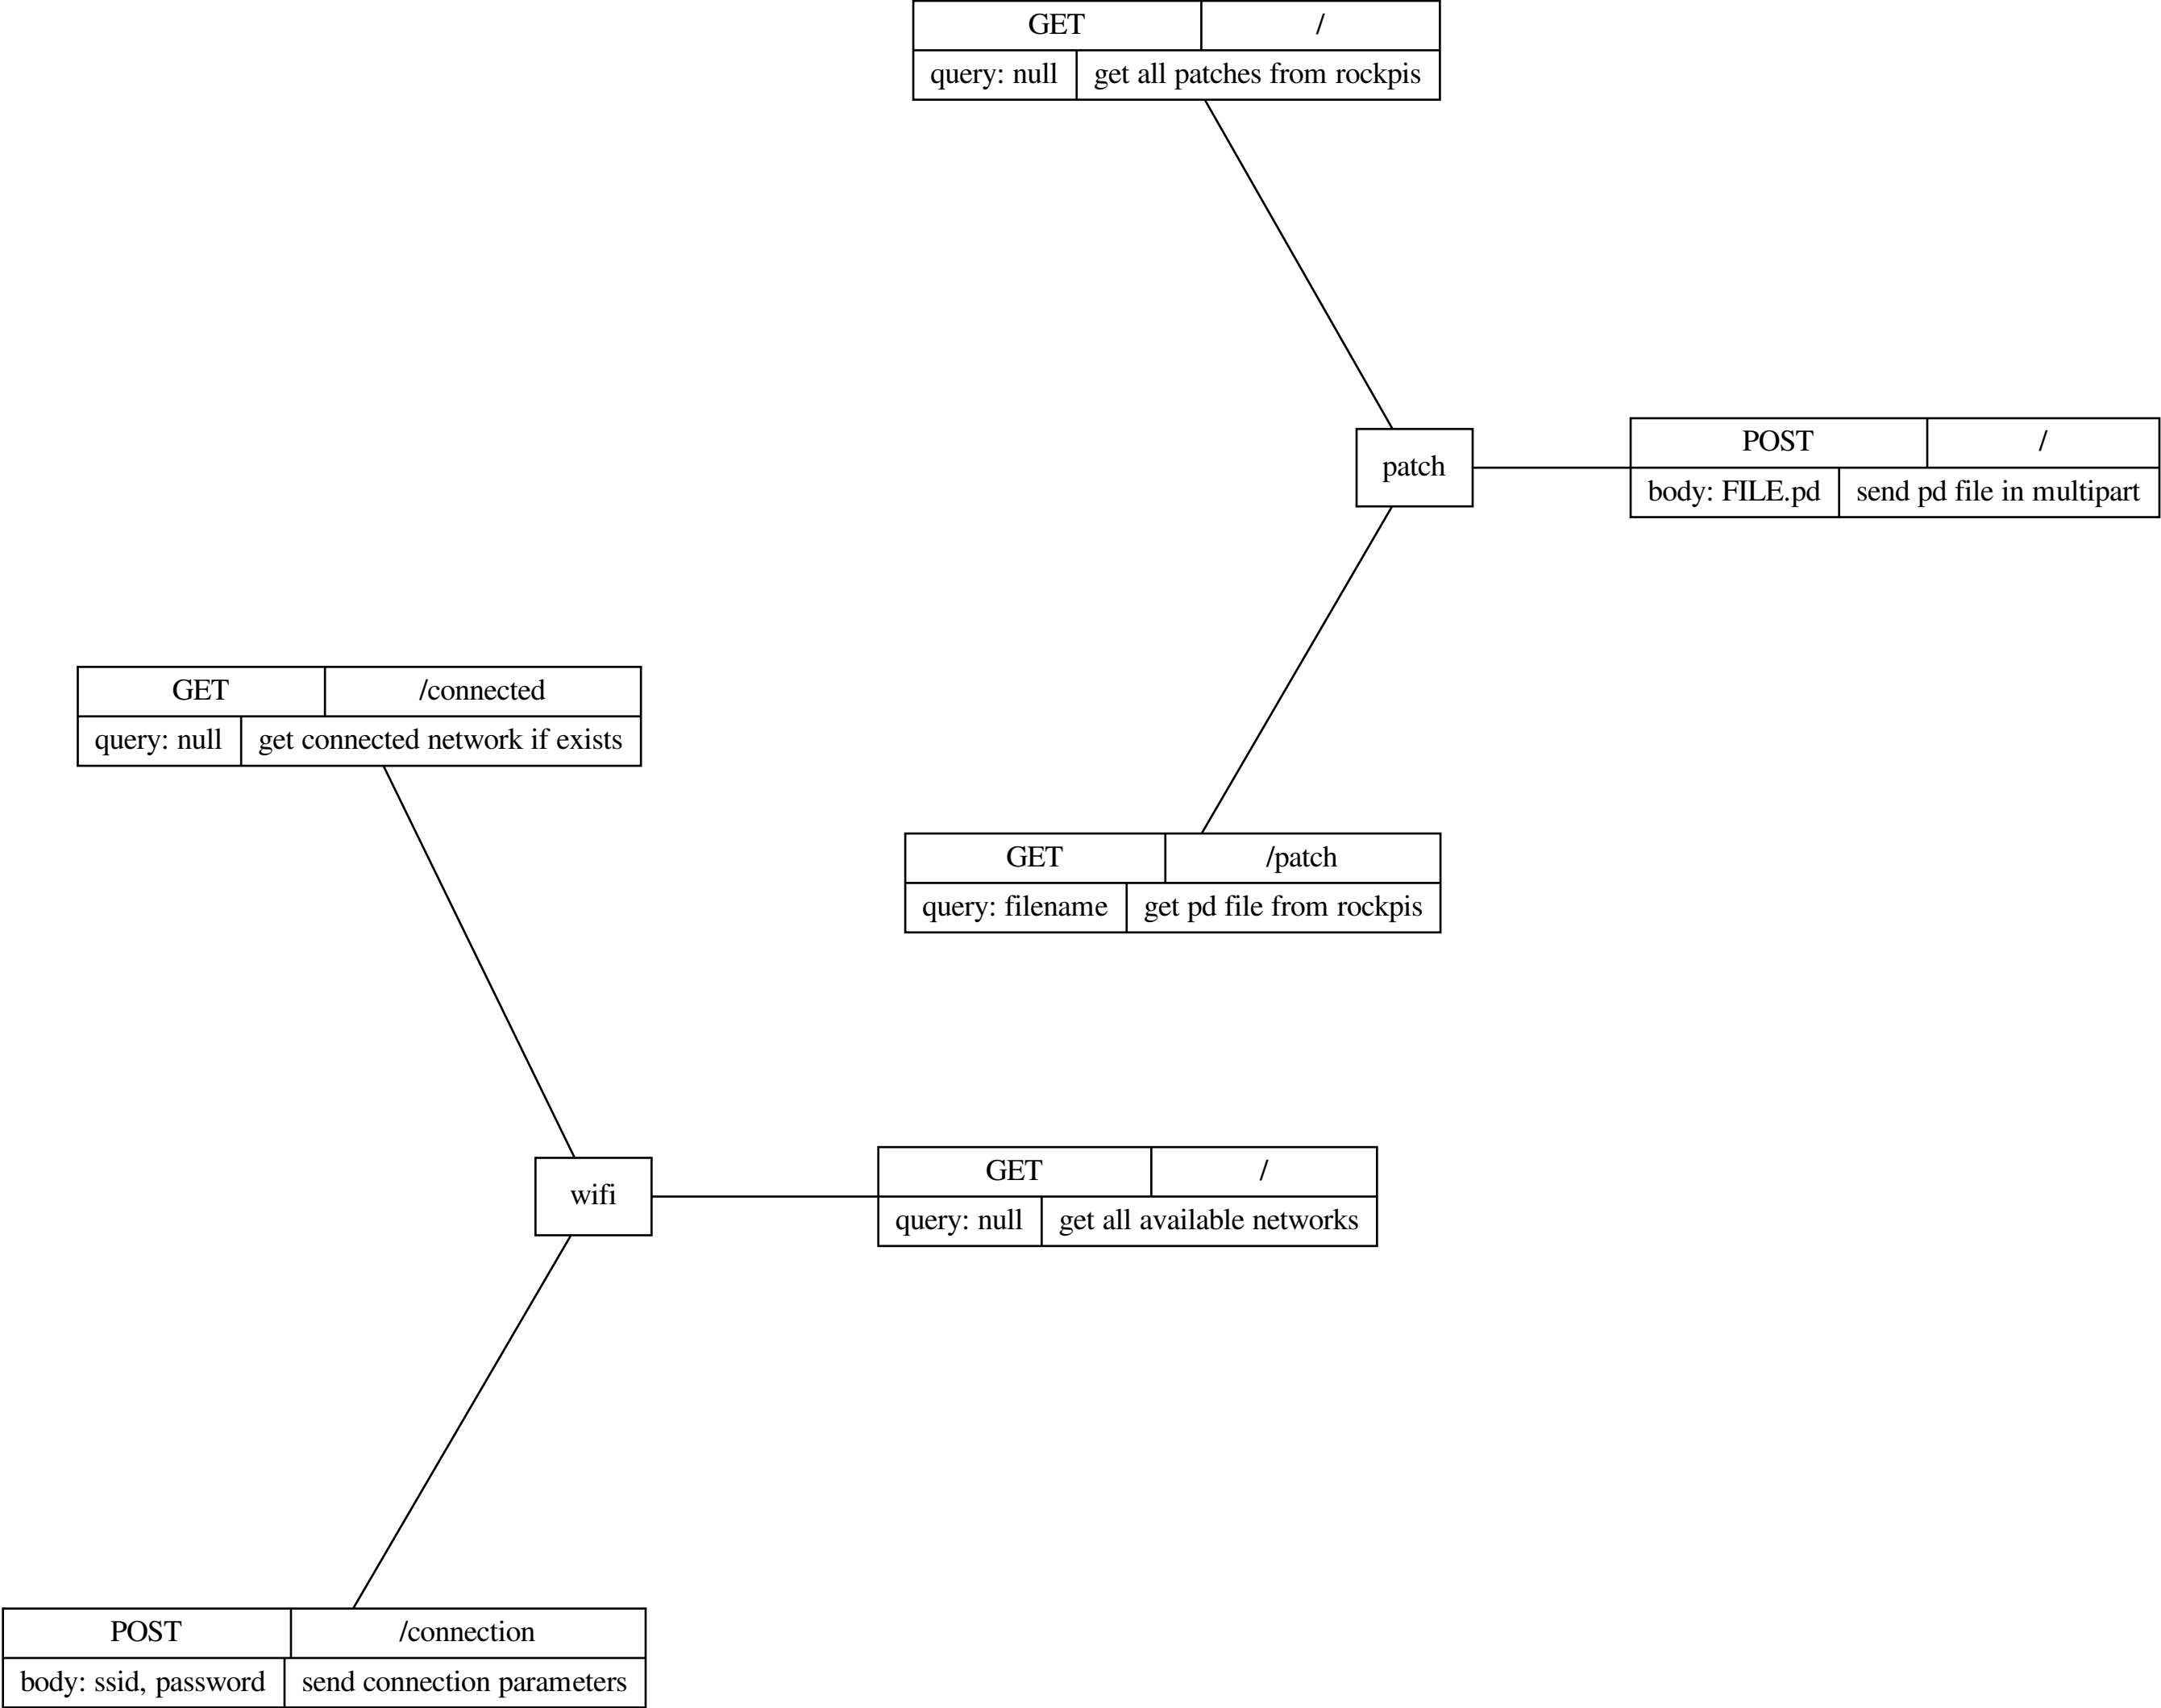 GET /
query: null get all patches from rockpis
patch
POST /
body: FILE.pd send pd file in multipart
GET /connected
query: null get connected network if exists
GET /patch
query: filename get pd file from rockpis
wifi
GET /
query: null get all available networks
POST /connection
body: ssid, password send connection parameters